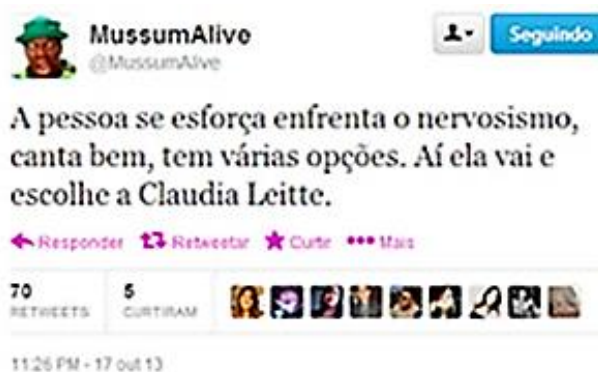 MussumAlive
Seguindo
@MussumAlive
A pessoa se esforça enfrenta o nervosismo,
canta bem, tem várias opções. Aí ela vai e
escolhe a Claudia Leitte.
Responder Retweetar Curtir Mais
70 5
RETWEETS CURTIRAM
11:26 PM - 17 out 13